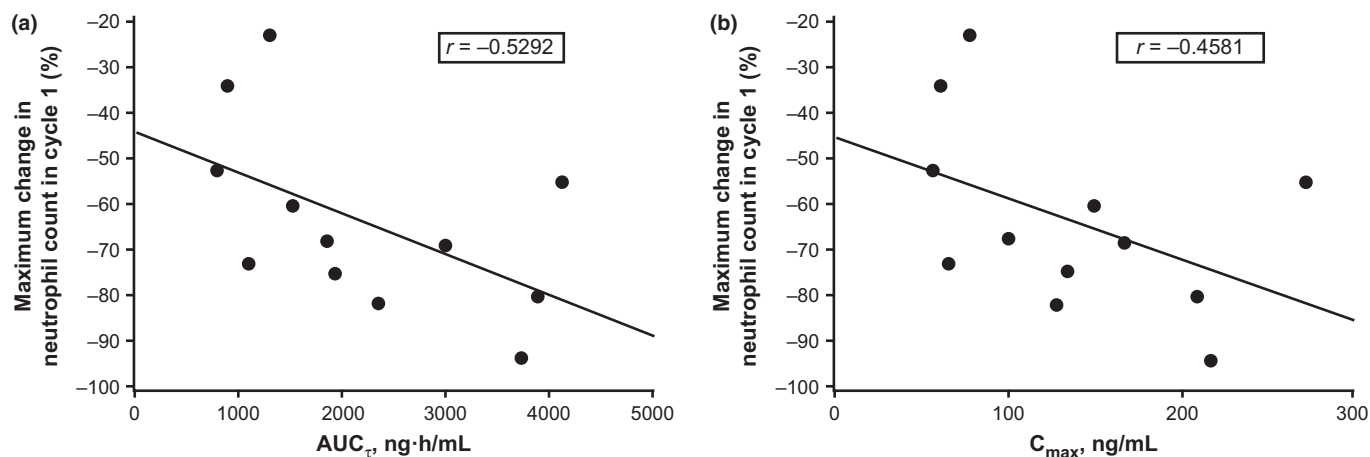 (a)
Maximum change in
neutrophil count in cycle 1 (%)
–20
–30
–40
–50
–60
–70
–80
–90
–100
r = –0.5292
0 1000 2000 3000 4000 5000
AUCτ, ng·h/mL
(b)
Maximum change in
neutrophil count in cycle 1 (%)
–20
–30
–40
–50
–60
–70
–80
–90
–100
r = –0.4581
0 100 200 300
Cmax, ng/mL